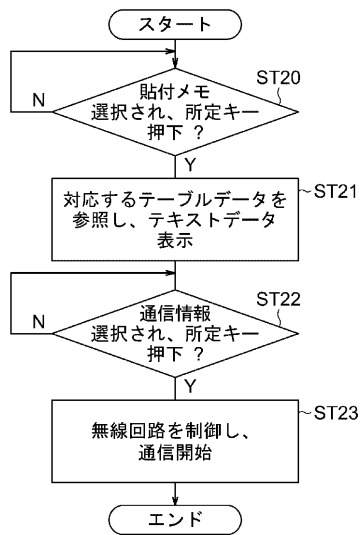 スタート
ST20
貼付メモ
選択され、所定キー
押下 ？
N
Y
ST21
対応するテーブルデータを
参照し、テキストデータ
表示
ST22
通信情報
選択され、所定キー
押下 ？
N
Y
ST23
無線回路を制御し、
通信開始
エンド